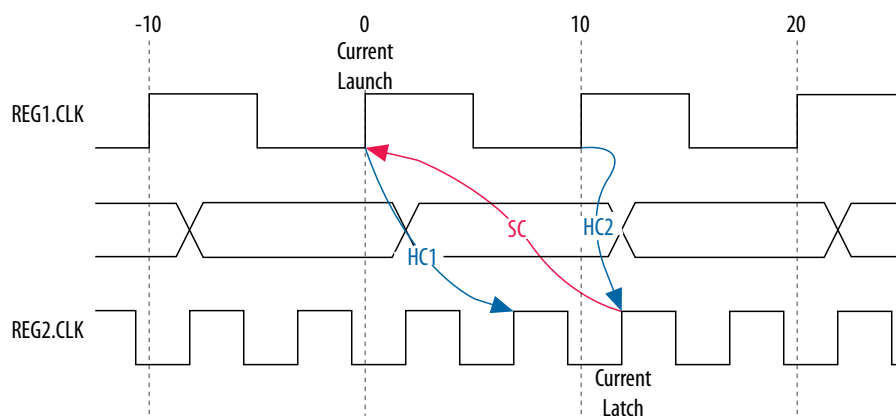 -10 0 10 20
Current
Launch
REG1.CLK
SC
HC2
HC1
REG2.CLK
Current
Latch